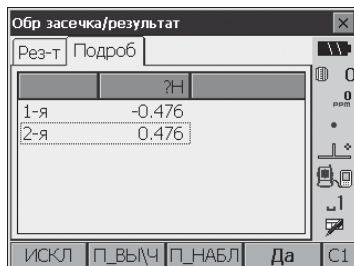 Обр засечка/результат
Рез-т Подроб
0
?H
0
ppm
1-я -0.476
2-я 0.476
1
ИСКЛ П_ВЫ\Ч П_НАБЛ Да С1